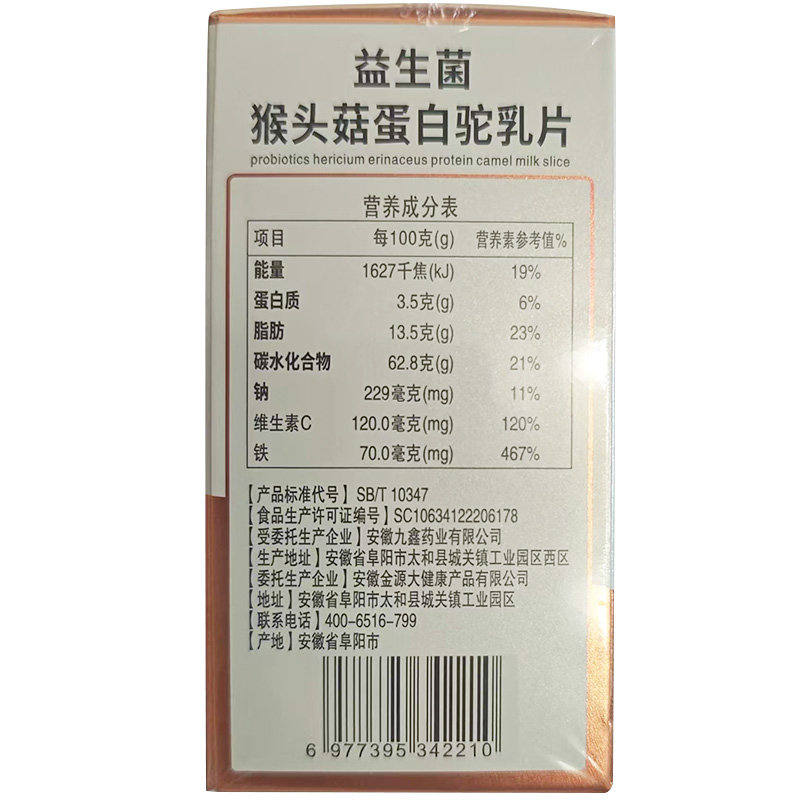 益生菌
猴头菇蛋白驼乳片
probiotics hericium erinaceus protein camel milk slice
营养成分表
项目 每100克(g) 营养素参考值%
能量 1627千焦(kJ) 19%
蛋白质 3.5克(g) 6%
脂肪 13.5克(g) 23%
碳水化合物 62.8克(g) 21%
钠 229毫克(mg) 11%
维生素C 120.0毫克(mg) 120%
铁 70.0毫克(mg) 467%
【产品标准代号】SB/T 10347
【食品生产许可证编号】SC10634122206178
【受委托生产企业】安徽九鑫药业有限公司
【生产地址】安徽省阜阳市太和县城关镇工业园区西区
【委托生产企业】安徽金源大健康产品有限公司
【地址】安徽省阜阳市太和县城关镇工业园区
【联系电话】400-6516-799
【产地】安徽省阜阳市
6 977395 342210